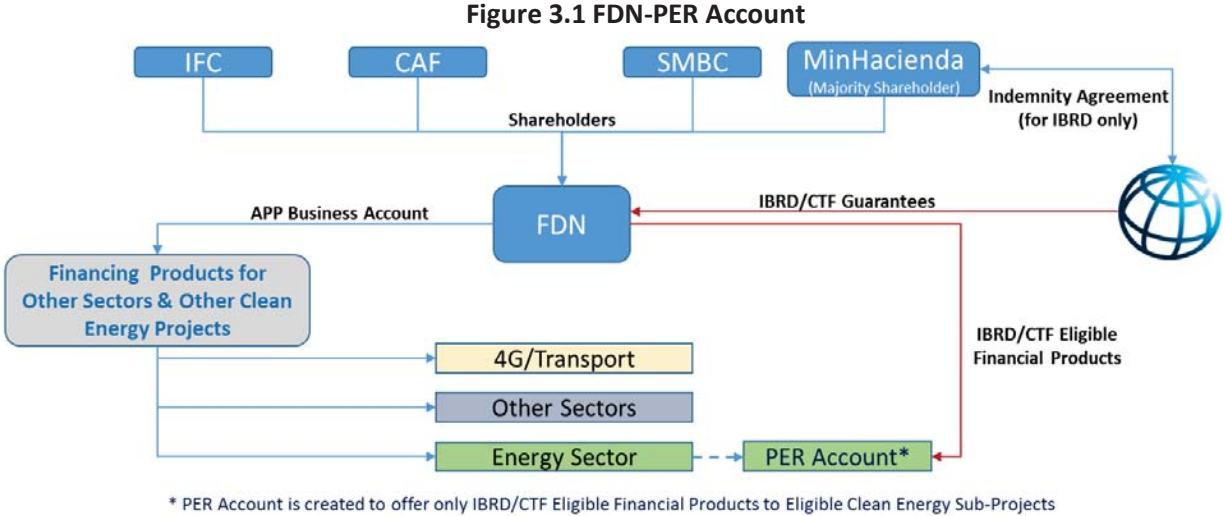 Figure 3.1 FDN-PER Account
IFC
CAF
SMBC
MinHacienda
(Majority Shareholder)
Indemnity Agreement
(for IBRD only)
Shareholders
FDN
IBRD/CTF Guarantees
APP Business Account
Financing Products for
Other Sectors & Other Clean
Energy Projects
IBRD/CTF Eligible
Financial Products
4G/Transport
Other Sectors
Energy Sector
PER Account*
* PER Account is created to offer only IBRD/CTF Eligible Financial Products to Eligible Clean Energy Sub-Projects